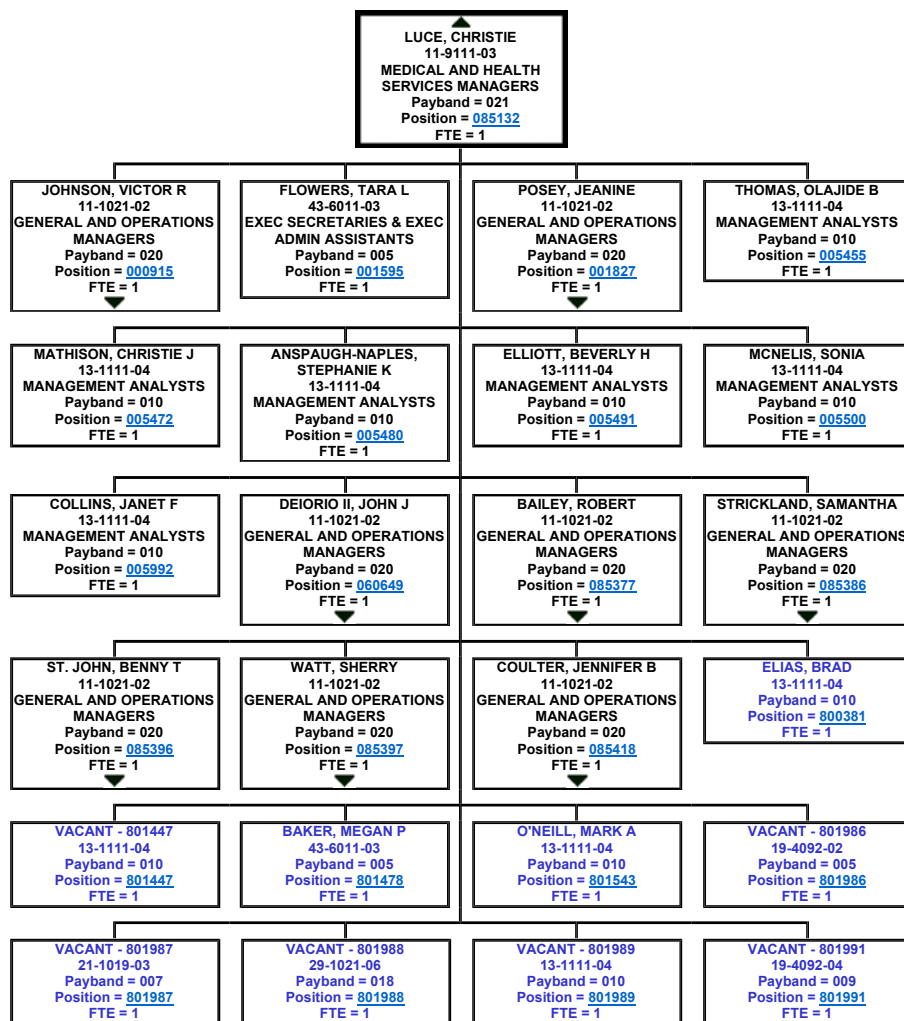 LUCE, CHRISTIE
11-9111-03
MEDICAL AND HEALTH
SERVICES MANAGERS
Payband = 021
Position = 085132
FTE = 1
JOHNSON, VICTOR R
11-1021-02
GENERAL AND OPERATIONS
MANAGERS
Payband = 020
Position = 000915
FTE = 1
FLOWERS, TARA L
43-6011-03
EXEC SECRETARIES & EXEC
ADMIN ASSISTANTS
Payband = 005
Position = 001595
FTE = 1
POSEY, JEANINE
11-1021-02
GENERAL AND OPERATIONS
MANAGERS
Payband = 020
Position = 001827
FTE = 1
THOMAS, OLAJIDE B
13-1111-04
MANAGEMENT ANALYSTS
Payband = 010
Position = 005455
FTE = 1
MATHISON, CHRISTIE J
13-1111-04
MANAGEMENT ANALYSTS
Payband = 010
Position = 005472
FTE = 1
ANSPAUGH-NAPLES,
STEPHANIE K
13-1111-04
MANAGEMENT ANALYSTS
Payband = 010
Position = 005480
FTE = 1
ELLIOTT, BEVERLY H
13-1111-04
MANAGEMENT ANALYSTS
Payband = 010
Position = 005491
FTE = 1
MCNELIS, SONIA
13-1111-04
MANAGEMENT ANALYSTS
Payband = 010
Position = 005500
FTE = 1
COLLINS, JANET F
13-1111-04
MANAGEMENT ANALYSTS
Payband = 010
Position = 005992
FTE = 1
DEIORIO II, JOHN J
11-1021-02
GENERAL AND OPERATIONS
MANAGERS
Payband = 020
Position = 060649
FTE = 1
BAILEY, ROBERT
11-1021-02
GENERAL AND OPERATIONS
MANAGERS
Payband = 020
Position = 085377
FTE = 1
STRICKLAND, SAMANTHA
11-1021-02
GENERAL AND OPERATIONS
MANAGERS
Payband = 020
Position = 085386
FTE = 1
ST. JOHN, BENNY T
11-1021-02
GENERAL AND OPERATIONS
MANAGERS
Payband = 020
Position = 085396
FTE = 1
WATT, SHERRY
11-1021-02
GENERAL AND OPERATIONS
MANAGERS
Payband = 020
Position = 085397
FTE = 1
COULTER, JENNIFER B
11-1021-02
GENERAL AND OPERATIONS
MANAGERS
Payband = 020
Position = 085418
FTE = 1
ELIAS, BRAD
13-1111-04
Payband = 010
Position = 800381
FTE = 1
VACANT - 801447
13-1111-04
Payband = 010
Position = 801447
FTE = 1
BAKER, MEGAN P
43-6011-03
Payband = 005
Position = 801478
FTE = 1
O'NEILL, MARK A
13-1111-04
Payband = 010
Position = 801543
FTE = 1
VACANT - 801986
19-4092-02
Payband = 005
Position = 801986
FTE = 1
VACANT - 801987
21-1019-03
Payband = 007
Position = 801987
FTE = 1
VACANT - 801988
29-1021-06
Payband = 018
Position = 801988
FTE = 1
VACANT - 801989
13-1111-04
Payband = 010
Position = 801989
FTE = 1
VACANT - 801991
19-4092-04
Payband = 009
Position = 801991
FTE = 1